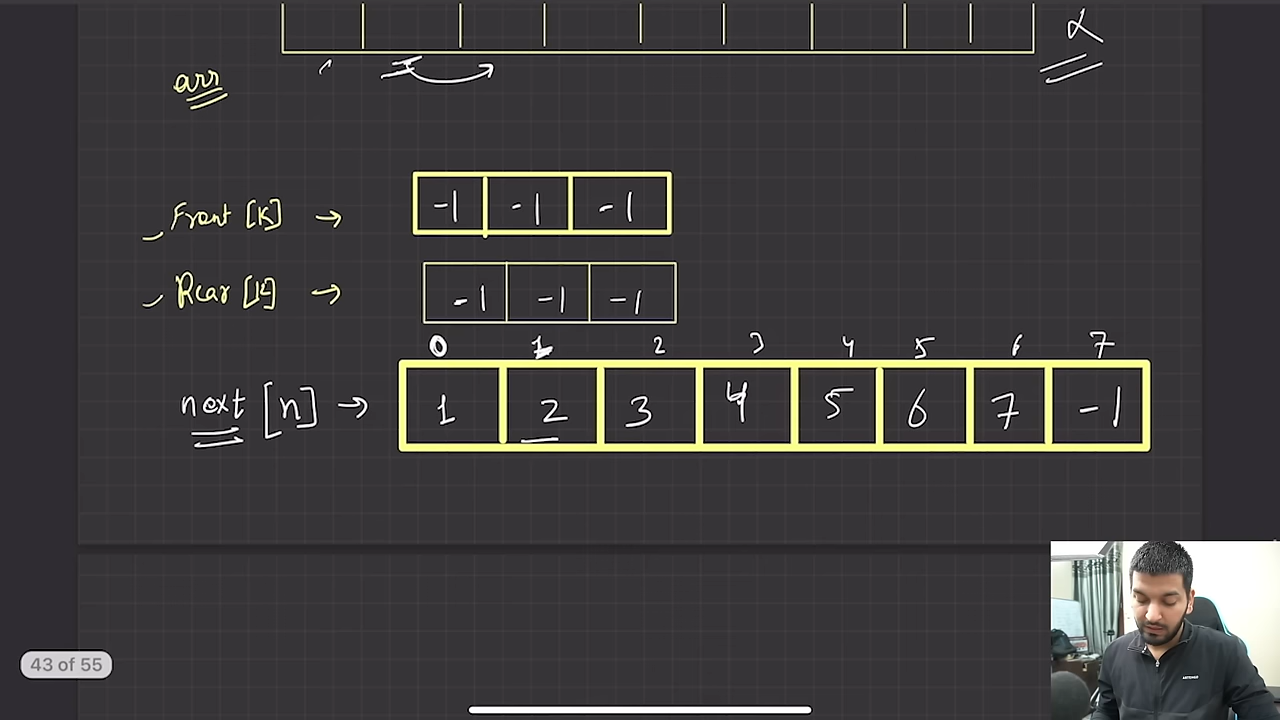 arr
Front [K] → -1 -1 -1
Rear [K] → -1 -1 -1
0 1 2 3 4 5 6 7
next [n] → 1 2 3 4 5 6 7 -1
43 of 55